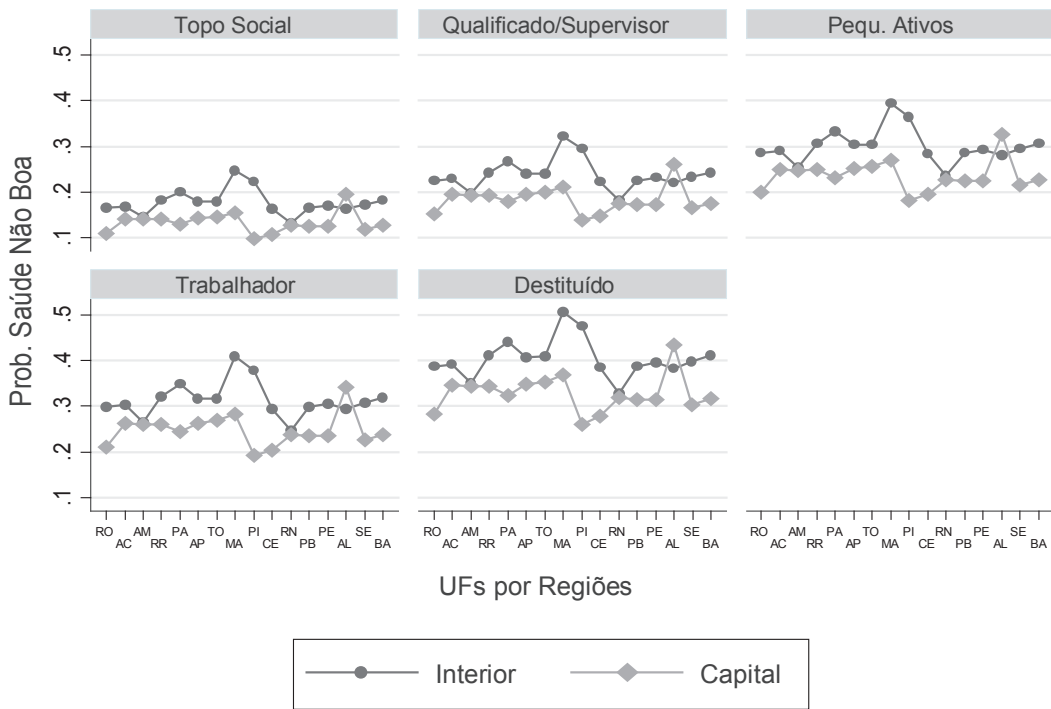 Topo Social
Qualificado/Supervisor
Pequ. Ativos
.5
.4
.3
.2
.1
Trabalhador
Destituído
.5
.4
.3
.2
.1
Prob. Saúde Não Boa
RO AC AM RR PA AP TO MA PI CE RN PB PE AL SE BA
RO AC AM RR PA AP TO MA PI CE RN PB PE AL SE BA
RO AC AM RR PA AP TO MA PI CE RN PB PE AL SE BA
UFs por Regiões
Interior
Capital